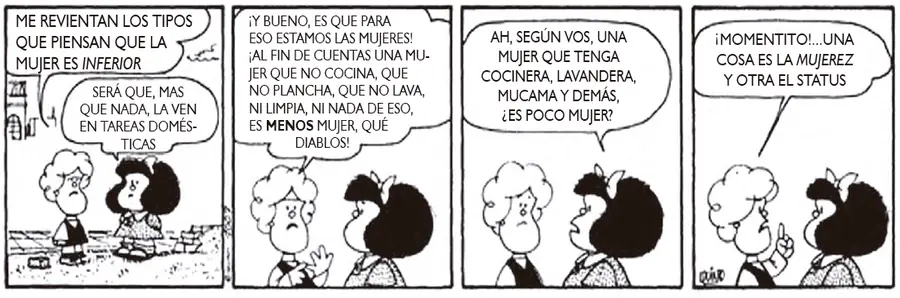 ME REVIENTAN LOS TIPOS
QUE PIENSAN QUE LA
MUJER ES INFERIOR
SERÁ QUE, MAS
QUE NADA, LA VEN
EN TAREAS DOMÉS-
TICAS
¡Y BUENO, ES QUE PARA
ESO ESTAMOS LAS MUJERES!
¡AL FIN DE CUENTAS UNA MU-
JER QUE NO COCINA, QUE
NO PLANCHA, QUE NO LAVA,
NI LIMPIA, NI NADA DE ESO,
ES MENOS MUJER, QUÉ
DIABLOS!
AH, SEGÚN VOS, UNA
MUJER QUE TENGA
COCINERA, LAVANDERA,
MUCAMA Y DEMÁS,
¿ES POCO MUJER?
¡MOMENTITO!...UNA
COSA ES LA MUJEREZ
Y OTRA EL STATUS
QUINO